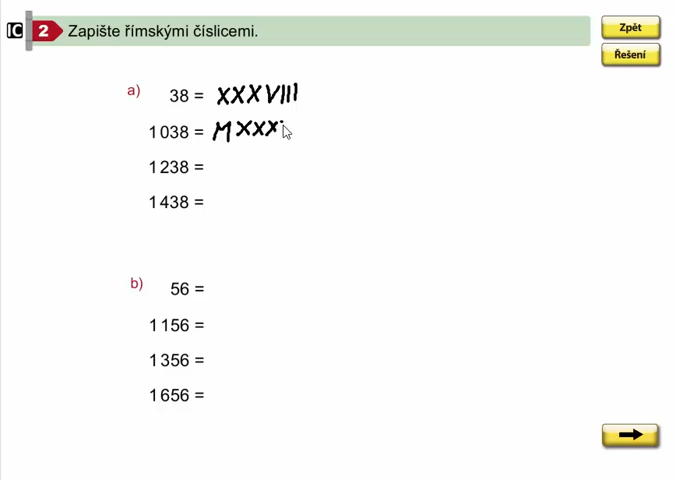 IC 2 Zapište římskými číslicemi.
Zpět
Řešení
a) 38 = XXXVIII
1 038 = MXXX
1 238 =
1 438 =
b) 56 =
1 156 =
1 356 =
1 656 =